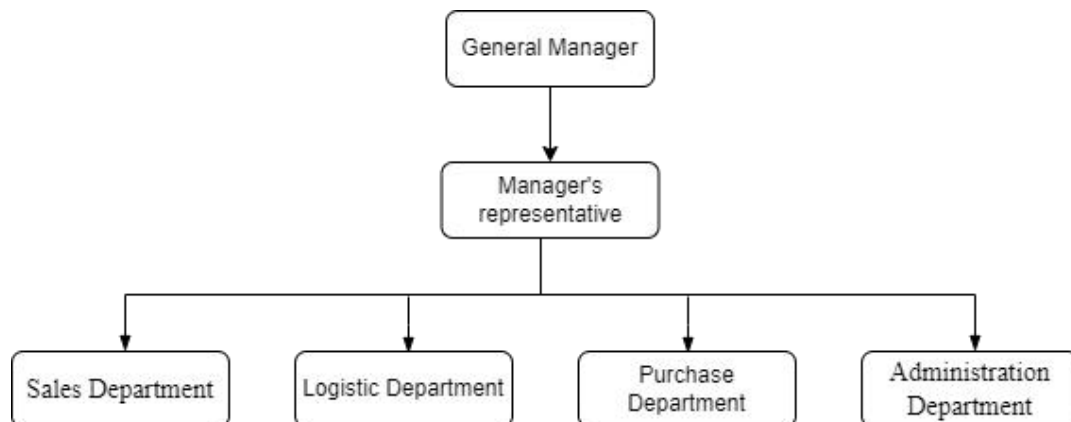 General Manager
Manager's
representative
Sales Department
Logistic Department
Purchase
Department
Administration
Department